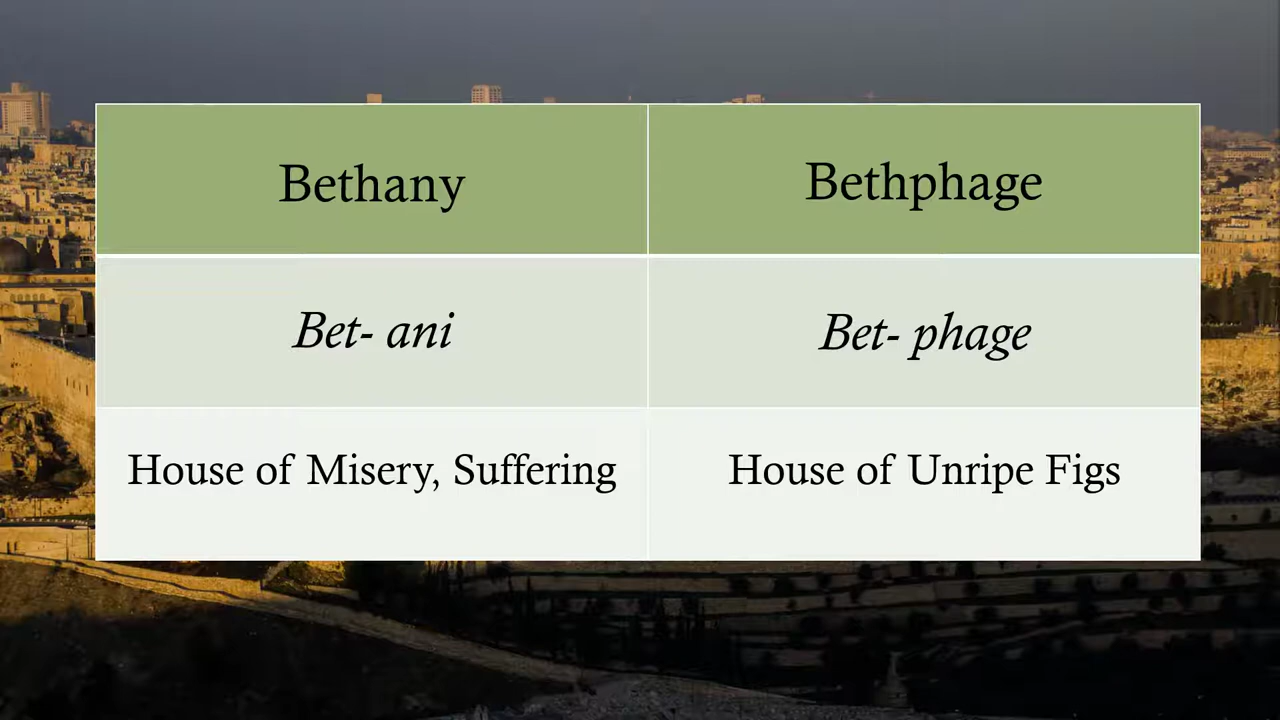 Bethany
Bethphage
Bet- ani
Bet- phage
House of Misery, Suffering
House of Unripe Figs